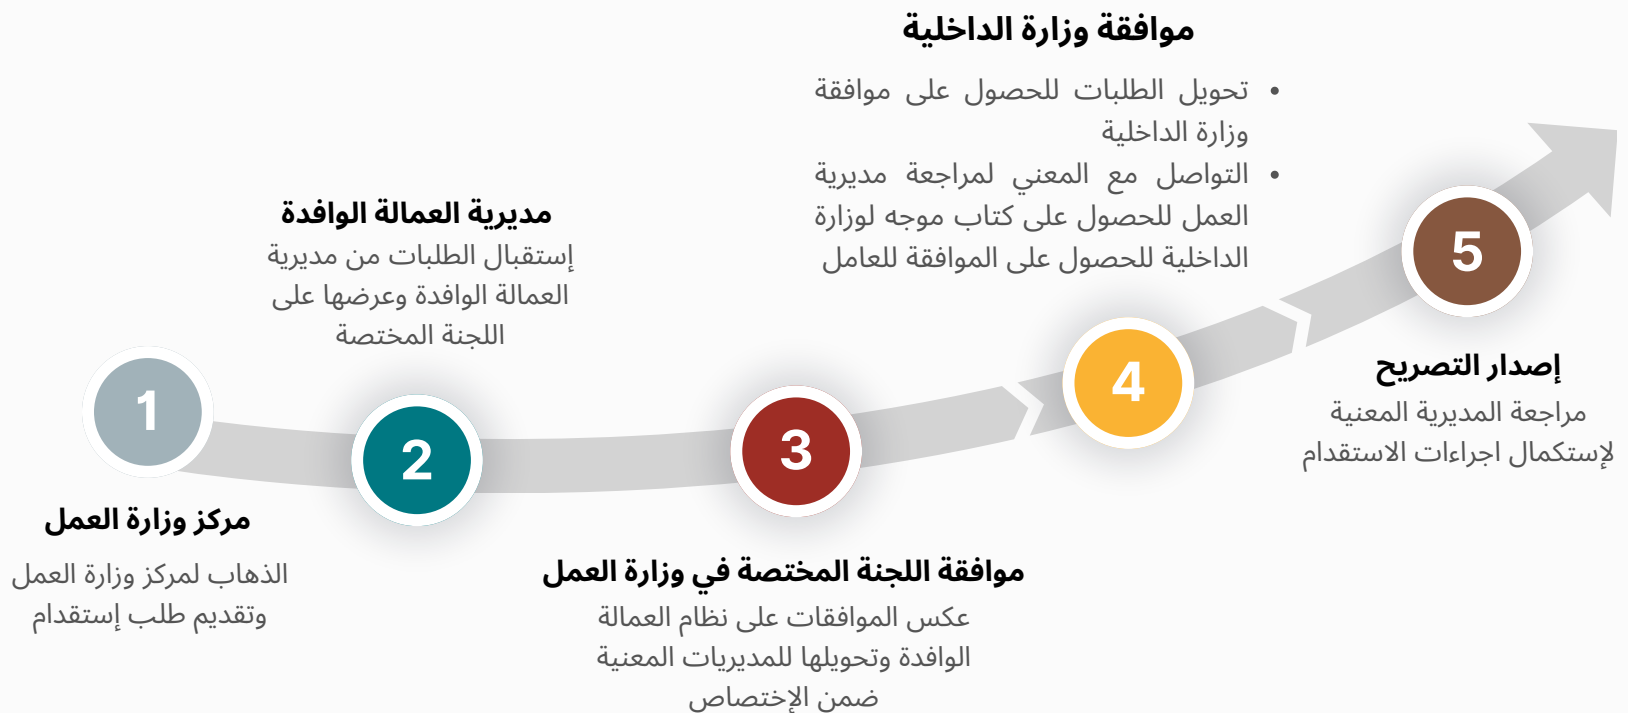 1
مركز وزارة العمل
الذهاب لمركز وزارة العمل
وتقديم طلب إستقدام
2
مديرية العمالة الوافدة
إستقبال الطلبات من مديرية
العمالة الوافدة وعرضها على
اللجنة المختصة
3
موافقة اللجنة المختصة في وزارة العمل
عكس الموافقات على نظام العمالة
الوافدة وتحويلها للمديريات المعنية
ضمن الإختصاص
4
موافقة وزارة الداخلية
• تحويل الطلبات للحصول على موافقة
وزارة الداخلية
• التواصل مع المعني لمراجعة مديرية
العمل للحصول على كتاب موجه لوزارة
الداخلية للحصول على الموافقة للعامل
5
إصدار التصريح
مراجعة المديرية المعنية
لإستكمال اجراءات الاستقدام